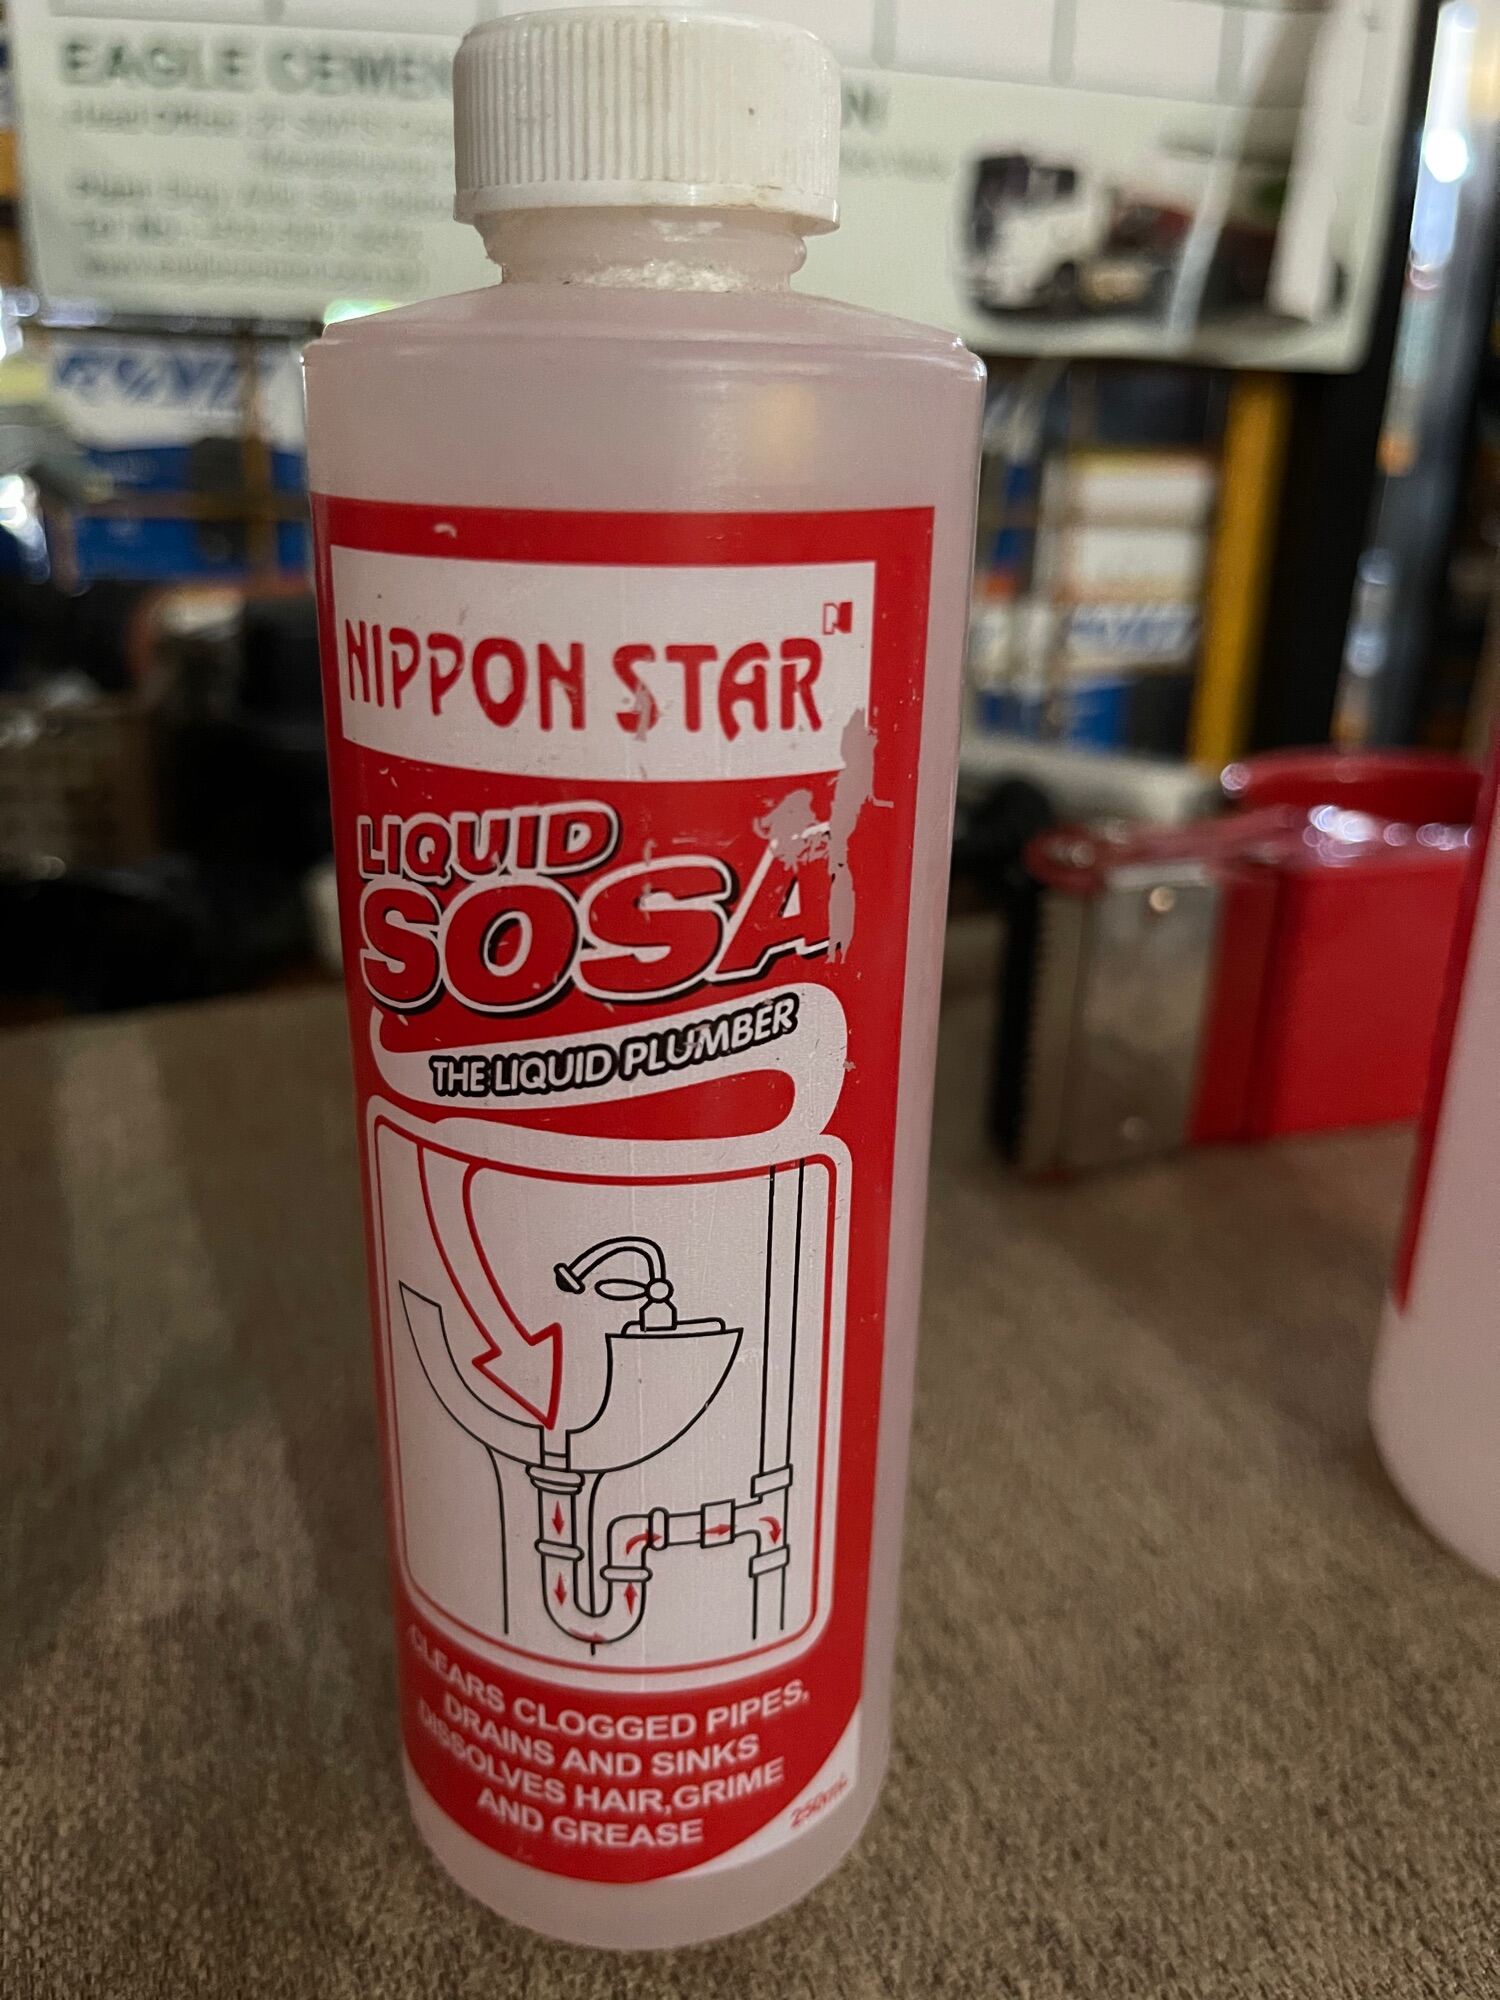 EAGLE CEMEN
NIPPON STAR
N
LIQUID
SOSA
THE LIQUID PLUMBER
CLEARS CLOGGED PIPES,
DRAINS AND SINKS
DISSOLVES HAIR,GRIME
AND GREASE
250mL